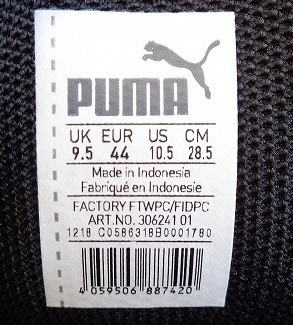 PUMA
UK EUR US CM
9.5 44 10.5 28.5
Made in Indonesia
Fabriqué en Indonesie
FACTORY FTWPC/FIDPC
ART.NO. 306241 01
1218 C0586318B0001780
4 059506 887420